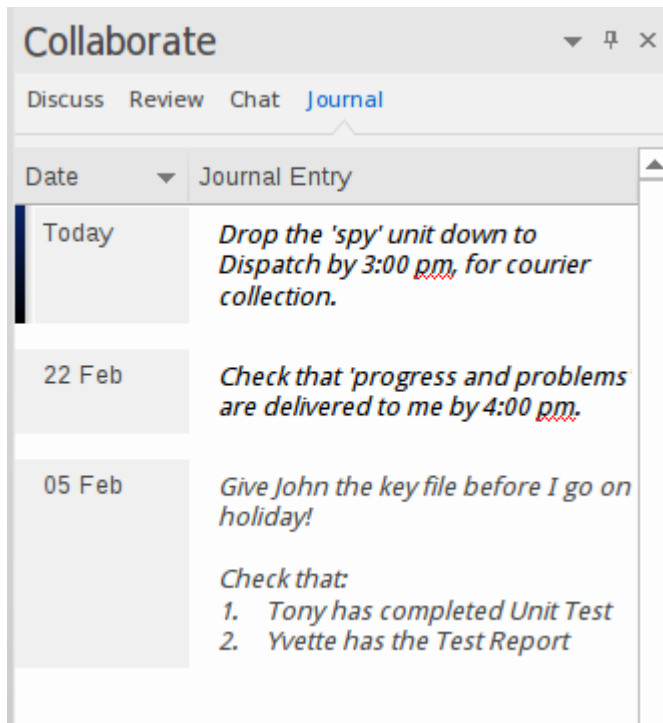 Collaborate
Discuss Review Chat Journal
Date Journal Entry
Today
Drop the 'spy' unit down to
Dispatch by 3:00 pm, for courier
collection.
22 Feb
Check that 'progress and problems'
are delivered to me by 4:00 pm.
05 Feb
Give John the key file before I go on
holiday!
Check that:
1. Tony has completed Unit Test
2. Yvette has the Test Report